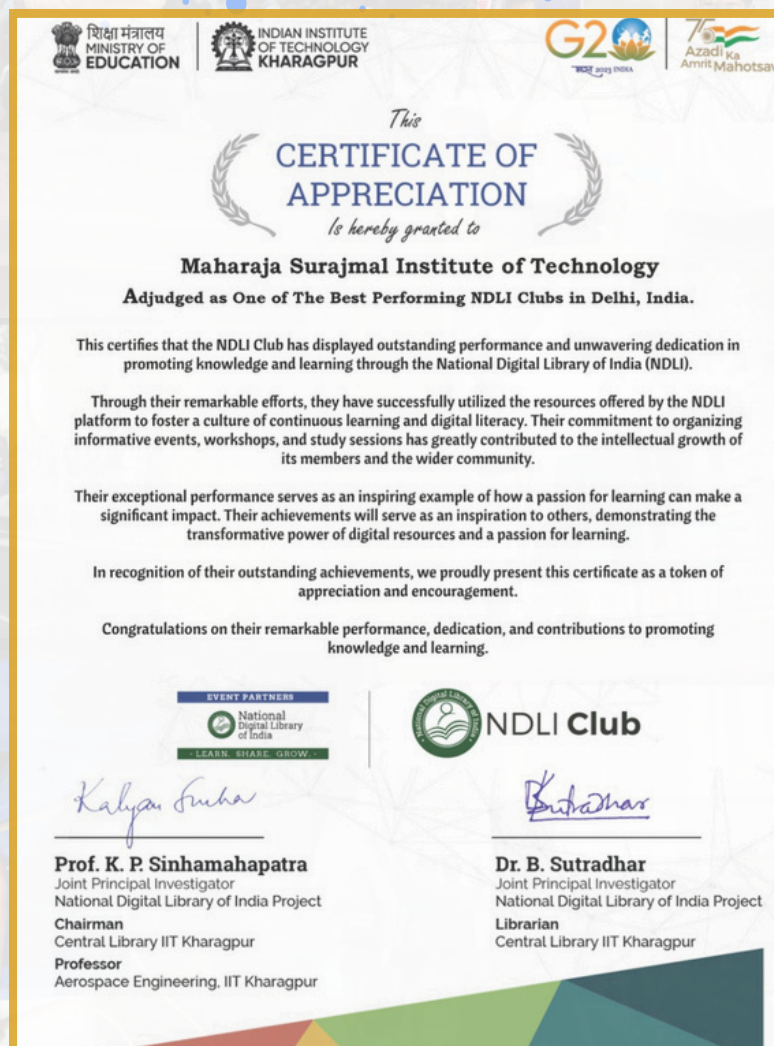 शिक्षा मंत्रालय
MINISTRY OF
EDUCATION
INDIAN INSTITUTE
OF TECHNOLOGY
KHARAGPUR
G20
भारत 2023 INDIA
75
Azadi Ka
Amrit Mahotsav
This
CERTIFICATE OF
APPRECIATION
Is hereby granted to
Maharaja Surajmal Institute of Technology
Adjudged as One of The Best Performing NDLI Clubs in Delhi, India.
This certifies that the NDLI Club has displayed outstanding performance and unwavering dedication in
promoting knowledge and learning through the National Digital Library of India (NDLI).
Through their remarkable efforts, they have successfully utilized the resources offered by the NDLI
platform to foster a culture of continuous learning and digital literacy. Their commitment to organizing
informative events, workshops, and study sessions has greatly contributed to the intellectual growth of
its members and the wider community.
Their exceptional performance serves as an inspiring example of how a passion for learning can make a
significant impact. Their achievements will serve as an inspiration to others, demonstrating the
transformative power of digital resources and a passion for learning.
In recognition of their outstanding achievements, we proudly present this certificate as a token of
appreciation and encouragement.
Congratulations on their remarkable performance, dedication, and contributions to promoting
knowledge and learning.
EVENT PARTNERS
National
Digital Library
of India
- LEARN. SHARE. GROW. -
National Digital Library of India
NDLI Club
Kalyan Sinha
BSutradhar
Prof. K. P. Sinhamahapatra
Joint Principal Investigator
National Digital Library of India Project
Chairman
Central Library IIT Kharagpur
Professor
Aerospace Engineering, IIT Kharagpur
Dr. B. Sutradhar
Joint Principal Investigator
National Digital Library of India Project
Librarian
Central Library IIT Kharagpur